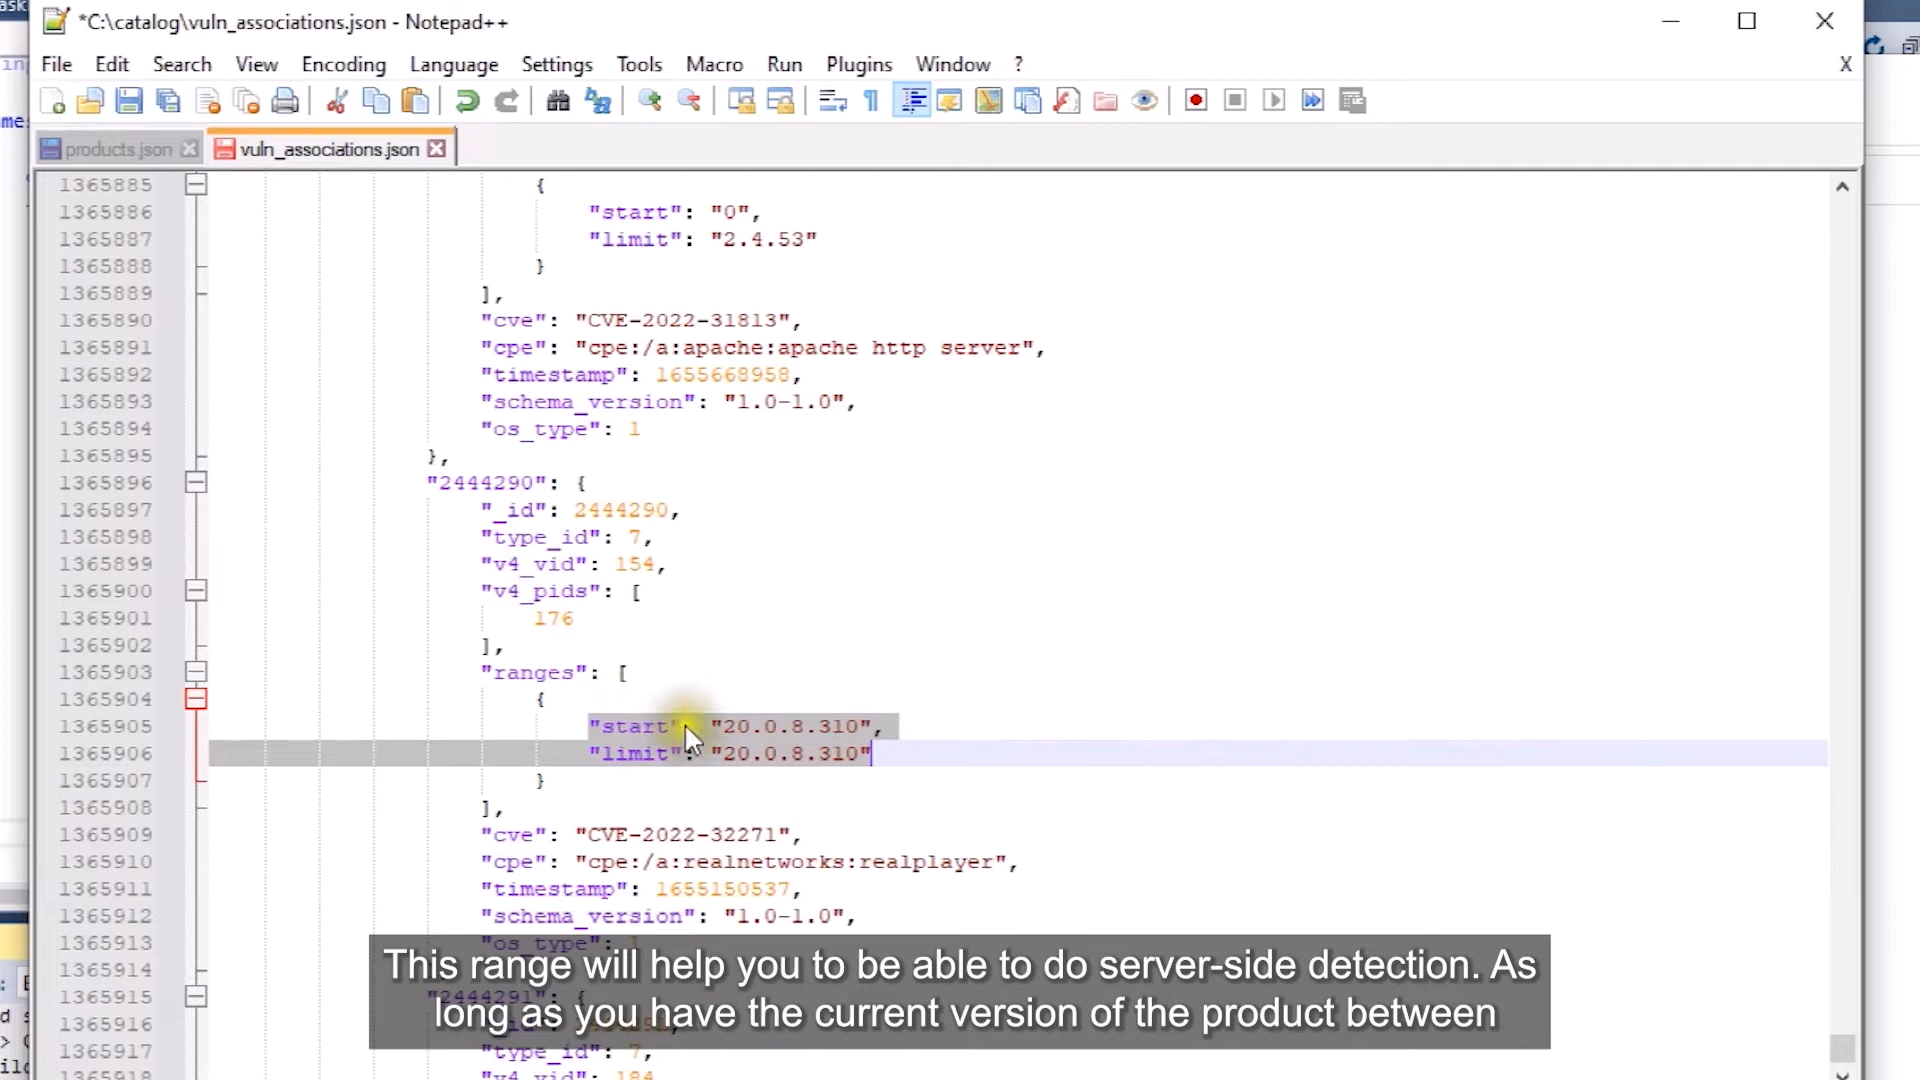 *C:\catalog\vuln_associations.json - Notepad++
File Edit Search View Encoding Language Settings Tools Macro Run Plugins Window ? X
products.json vuln_associations.json
1365885 {
1365886 "start": "0",
1365887 "limit": "2.4.53"
1365888 }
1365889 ],
1365890 "cve": "CVE-2022-31813",
1365891 "cpe": "cpe:/a:apache:apache http server",
1365892 "timestamp": 1655668958,
1365893 "schema_version": "1.0-1.0",
1365894 "os_type": 1
1365895 },
1365896 "2444290": {
1365897 "_id": 2444290,
1365898 "type_id": 7,
1365899 "v4_vid": 154,
1365900 "v4_pids": [
1365901 176
1365902 ],
1365903 "ranges": [
1365904 {
1365905 "start": "20.0.8.310",
1365906 "limit": "20.0.8.310"
1365907 }
1365908 ],
1365909 "cve": "CVE-2022-32271",
1365910 "cpe": "cpe:/a:realnetworks:realplayer",
1365911 "timestamp": 1655150537,
1365912 "schema_version": "1.0-1.0",
1365913 "os_type": 1
1365914
1365915 "2444291": {
1365916
1365917 "type_id": 7,
1365918 "v4_vid": 184
This range will help you to be able to do server-side detection. As
long as you have the current version of the product between